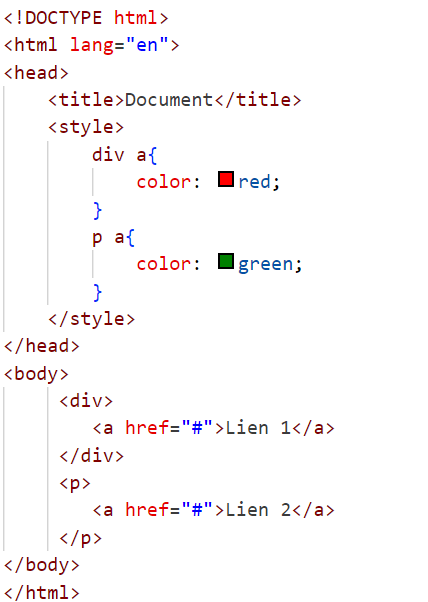 <!DOCTYPE html>
<html lang="en">
<head>
    <title>Document</title>
    <style>
        div a{
            color: red;
        }
        p a{
            color: green;
        }
    </style>
</head>
<body>
     <div>
        <a href="#">Lien 1</a>
     </div>
     <p>
        <a href="#">Lien 2</a>
     </p>
</body>
</html>